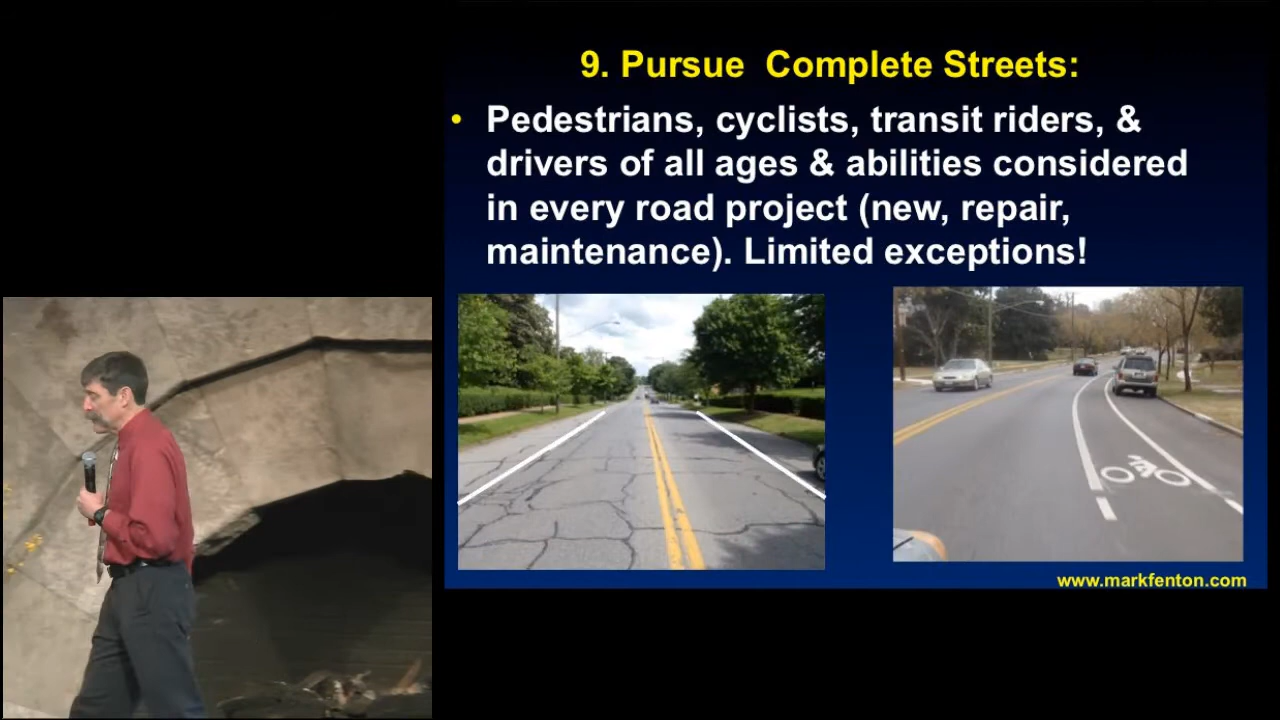 9. Pursue Complete Streets:
• Pedestrians, cyclists, transit riders, &
drivers of all ages & abilities considered
in every road project (new, repair,
maintenance). Limited exceptions!
www.markfenton.com